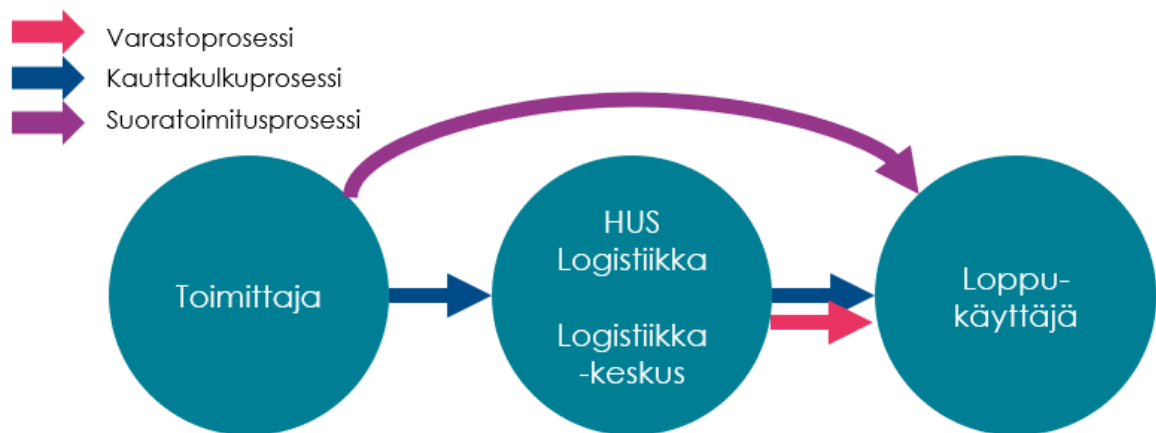 Varastoprosessi
Kauttakulkuprosessi
Suoratoimitusprosessi
Toimittaja
HUS
Logistiikka
Logistiikka
-keskus
Loppu-
käyttäjä